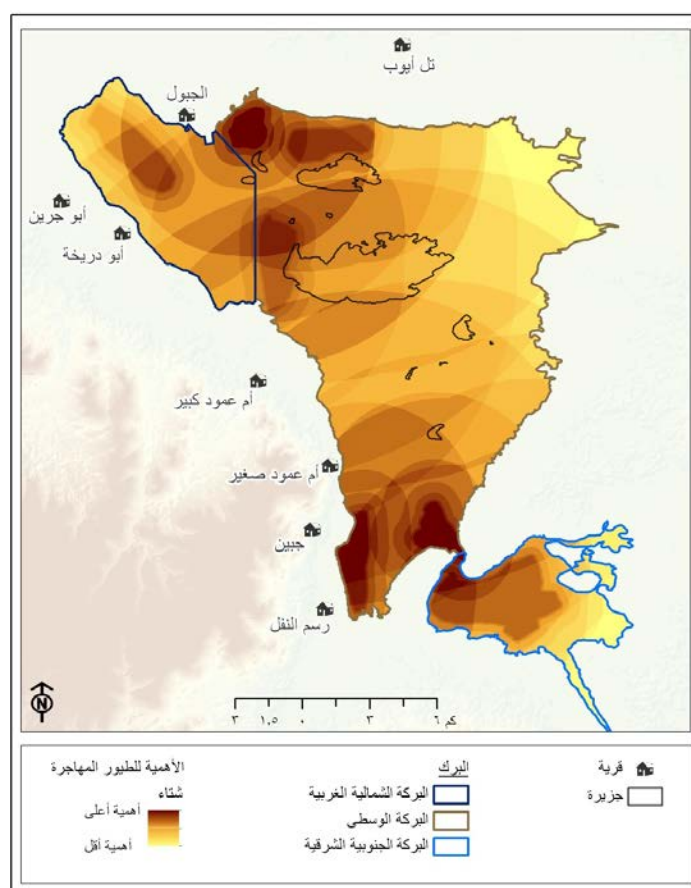 تل أيوب
الجبول
أبو جرين
أبو دريخة
أم عمود كبير
أم عمود صغير
جبين
رسم النفل
N
٣ ١,٥ ٠ ٣ ٦ كم
قرية
جزيرة
البرك
البركة الشمالية الغربية
البركة الوسطي
البركة الجنوبية الشرقية
الأهمية للطيور المهاجرة
شتاء
أهمية أعلى
أهمية أقل